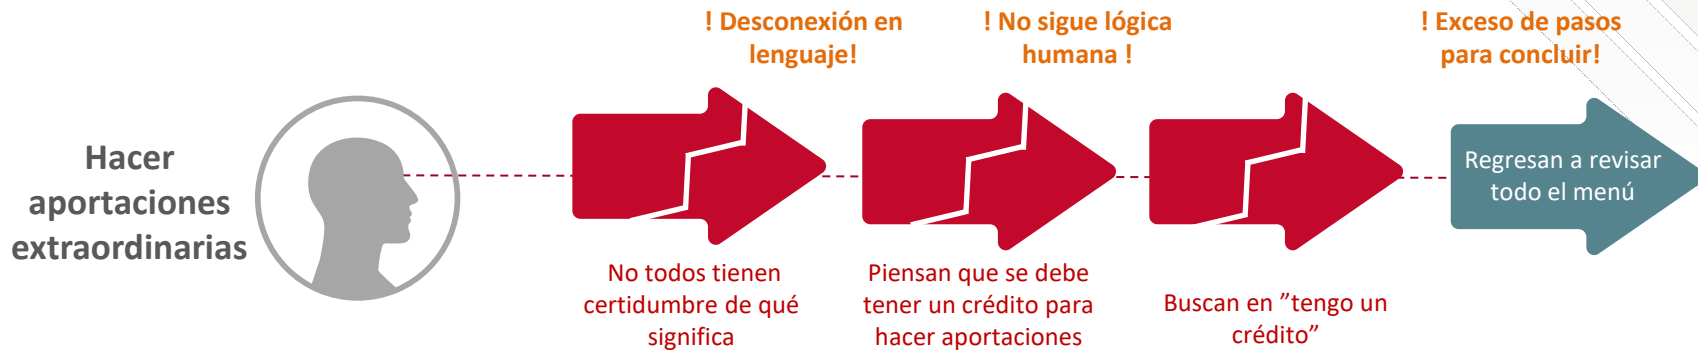 ! Desconexión en
lenguaje!
! No sigue lógica
humana !
! Exceso de pasos
para concluir!
Hacer
aportaciones
extraordinarias
Regresan a revisar
todo el menú
No todos tienen
certidumbre de qué
significa
Piensan que se debe
tener un crédito para
hacer aportaciones
Buscan en ”tengo un
crédito”